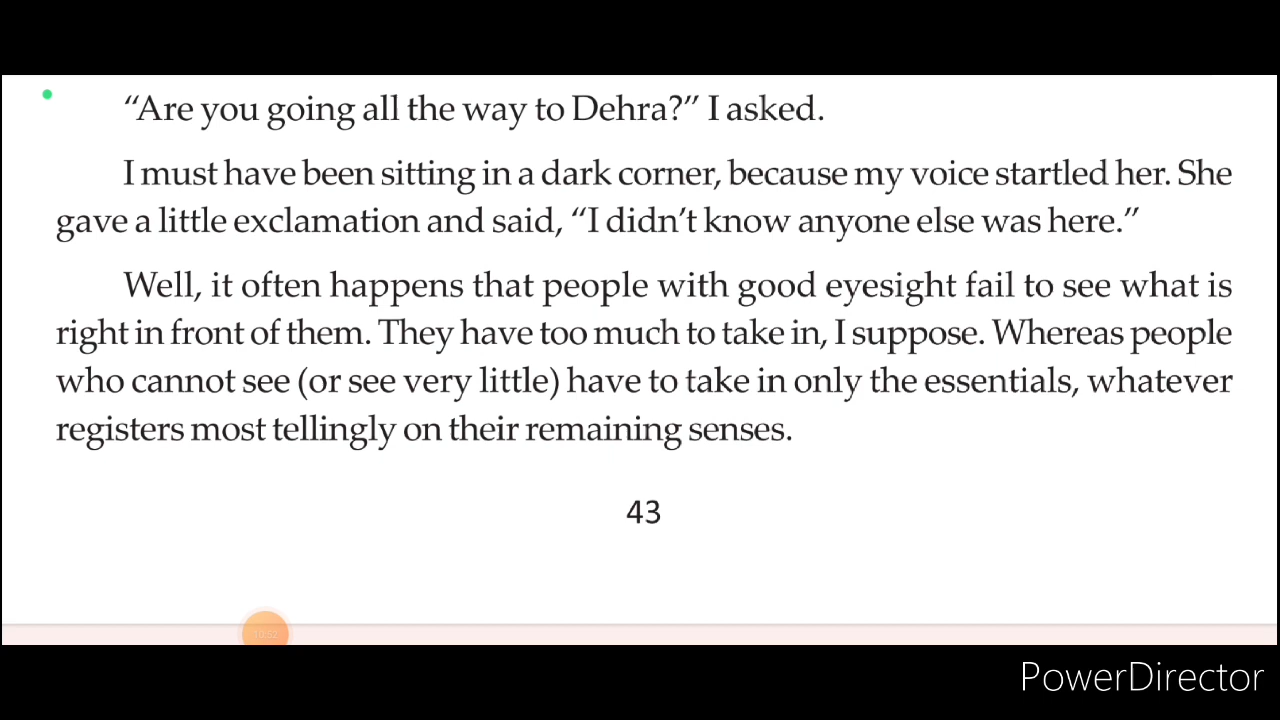 “Are you going all the way to Dehra?” I asked.
I must have been sitting in a dark corner, because my voice startled her. She
gave a little exclamation and said, “I didn’t know anyone else was here.”
Well, it often happens that people with good eyesight fail to see what is
right in front of them. They have too much to take in, I suppose. Whereas people
who cannot see (or see very little) have to take in only the essentials, whatever
registers most tellingly on their remaining senses.
43
10:52
PowerDirector